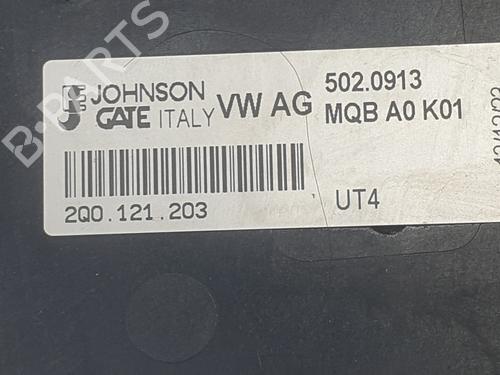 B-PARTS
JOHNSON
GATE ITALY
VW AG
502.0913
MQB A0 K01
2Q0.121.203
UT4